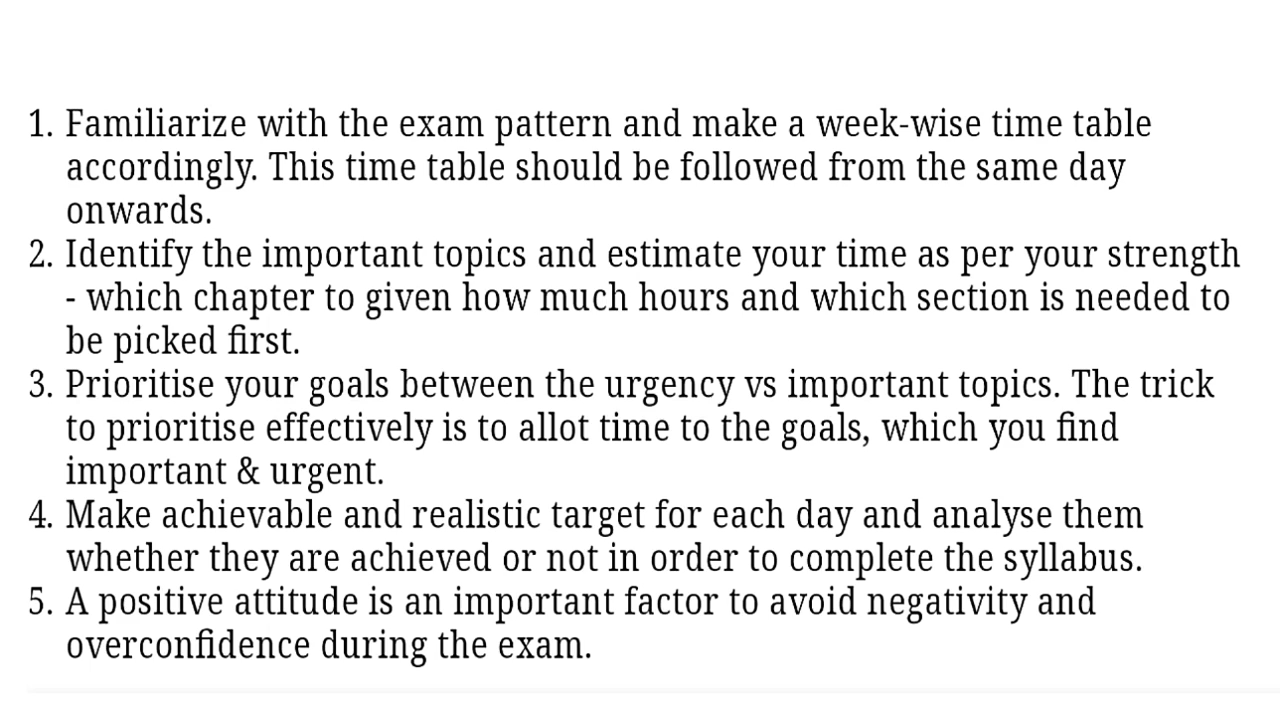 1. Familiarize with the exam pattern and make a week-wise time table
accordingly. This time table should be followed from the same day
onwards.
2. Identify the important topics and estimate your time as per your strength
- which chapter to given how much hours and which section is needed to
be picked first.
3. Prioritise your goals between the urgency vs important topics. The trick
to prioritise effectively is to allot time to the goals, which you find
important & urgent.
4. Make achievable and realistic target for each day and analyse them
whether they are achieved or not in order to complete the syllabus.
5. A positive attitude is an important factor to avoid negativity and
overconfidence during the exam.